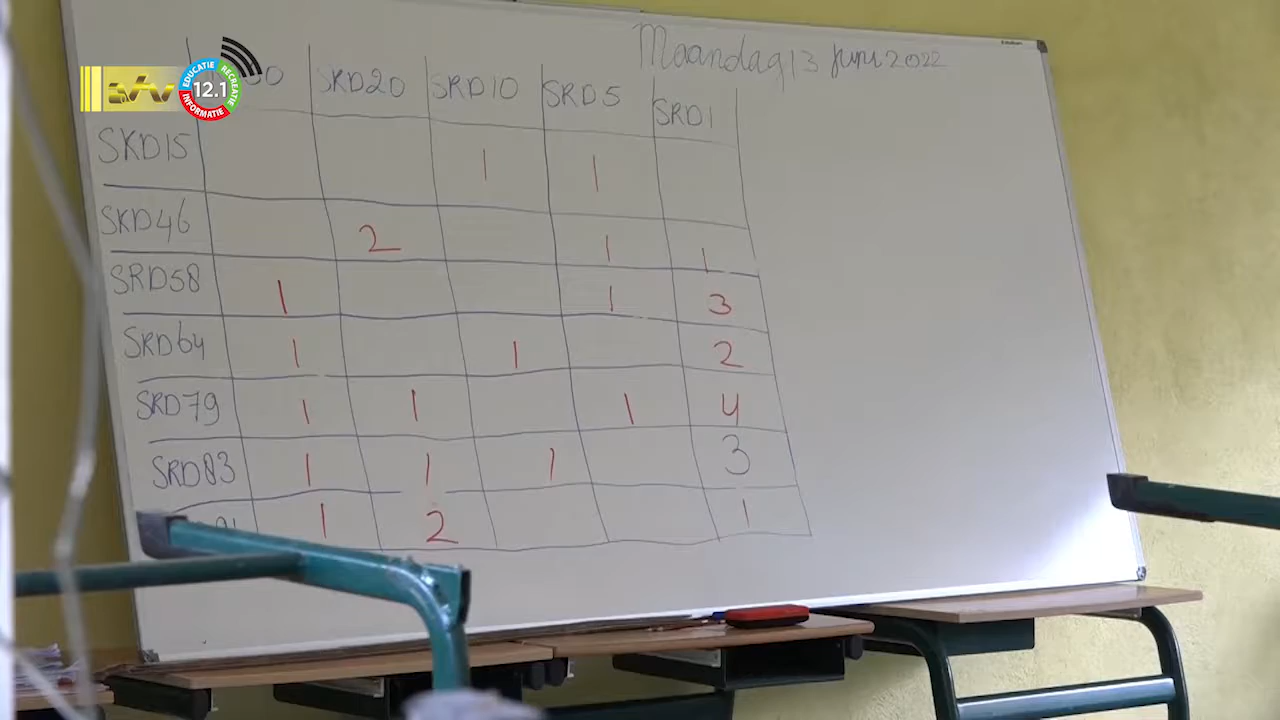 Maandag 13 Juni 2022
EDUCATIE RECREATIE INFORMATIE
12.1
SRD20 SRD10 SRD5 SRD1
SRD15 1 1
SRD46 2 1 1
SRD58 1 1 3
SRD64 1 1 2
SRD79 1 1 1 4
SRD83 1 1 1 3
1 2 1